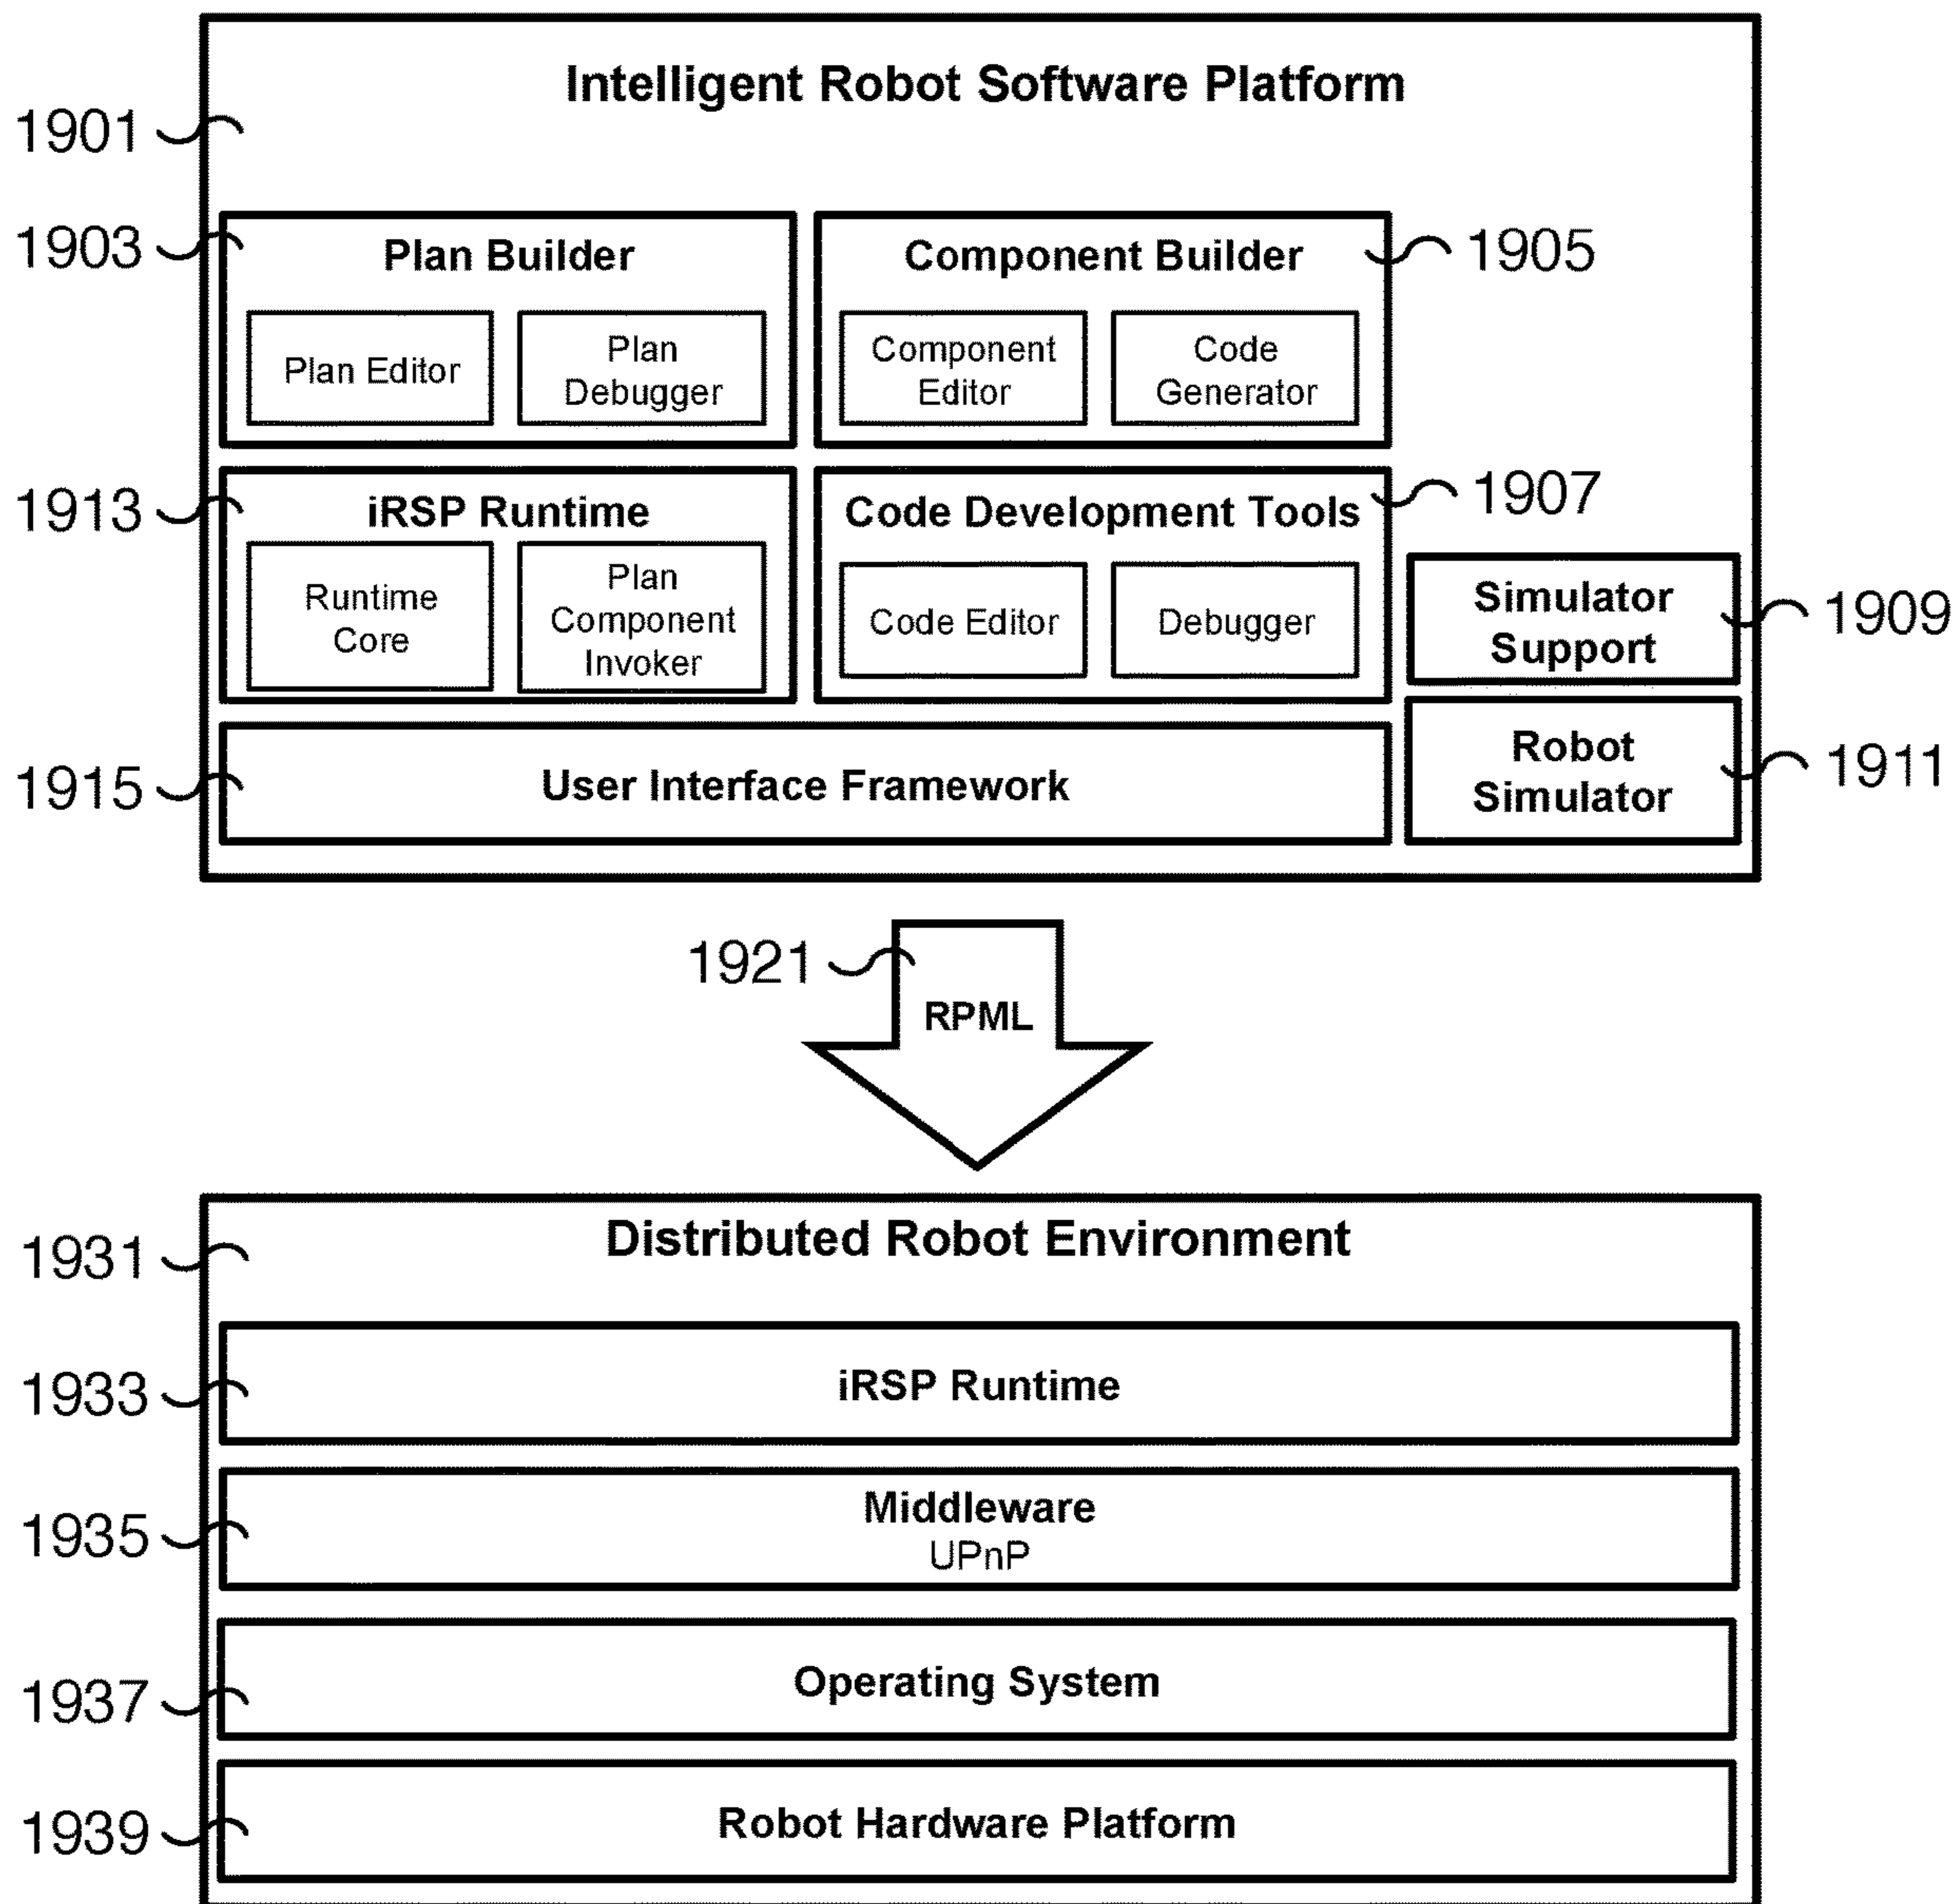 Intelligent Robot Software Platform
1901
1903
Plan Builder
Plan Editor
Plan
Debugger
Component Builder
1905
Component
Editor
Code
Generator
1913
iRSP Runtime
Runtime
Core
Plan
Component
Invoker
Code Development Tools
1907
Code Editor
Debugger
Simulator
Support
1909
1915
User Interface Framework
Robot
Simulator
1911
1921
RPML
Distributed Robot Environment
1931
1933
iRSP Runtime
1935
Middleware
UPnP
1937
Operating System
1939
Robot Hardware Platform